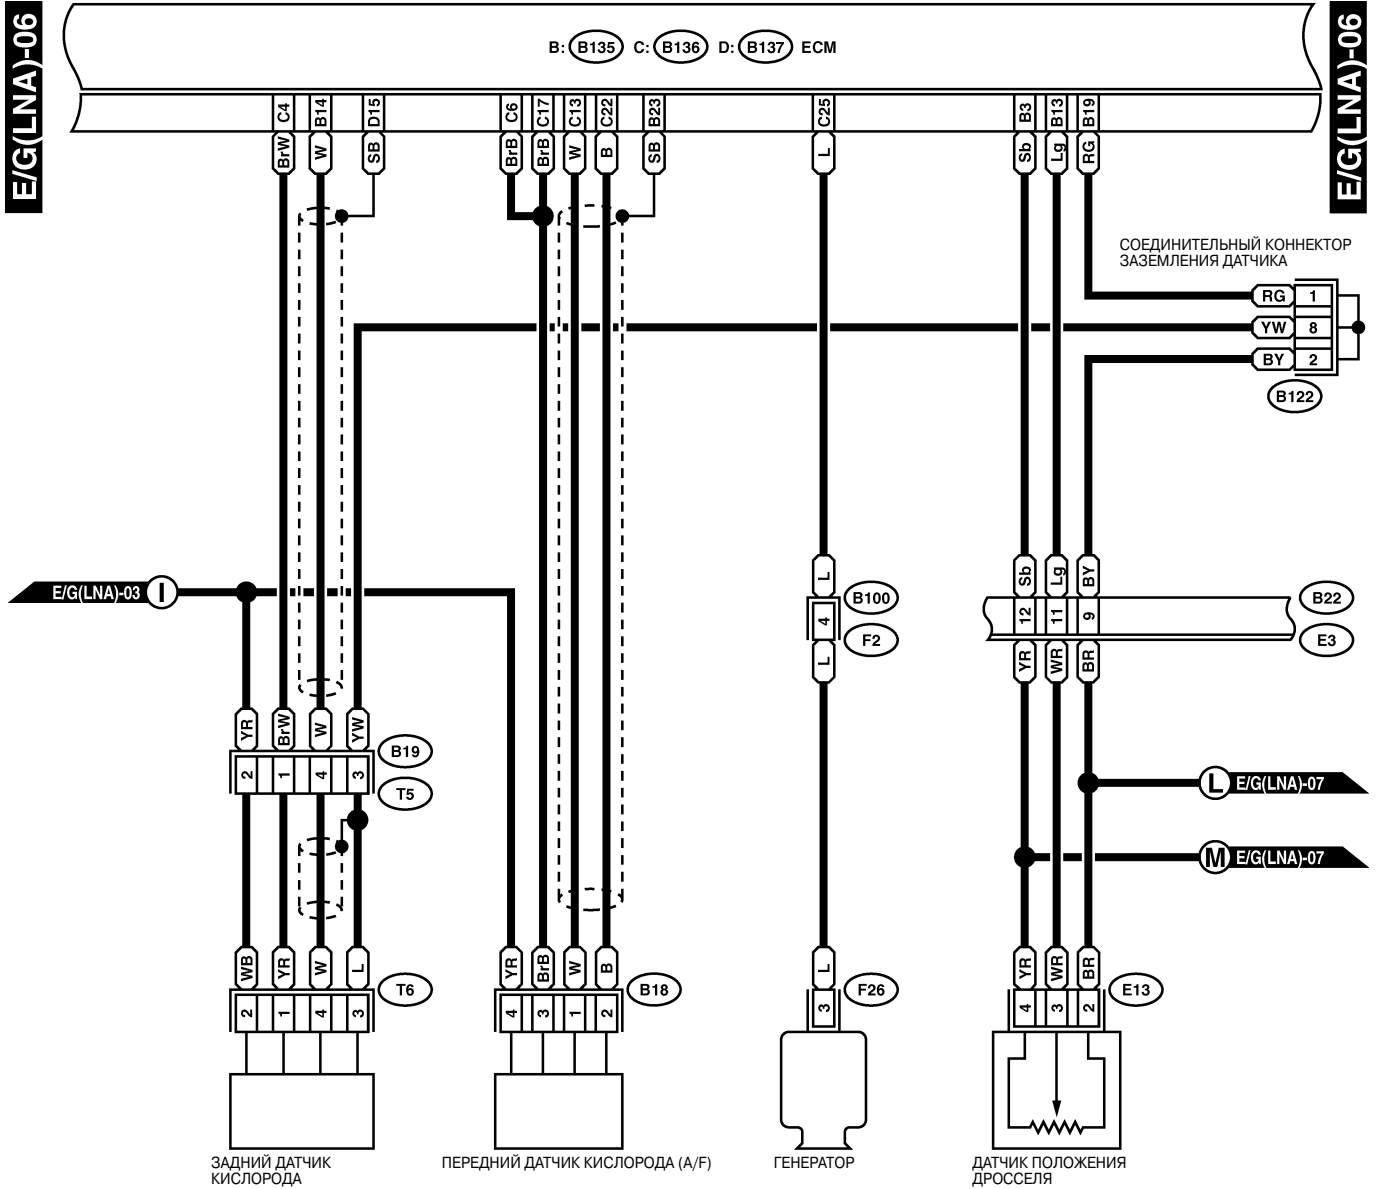 E/G(LNA)-06
E/G(LNA)-06
B: B135 C: B136 D: B137 ECM
C4 B14 D15 C6 C17 C13 C22 B23 C25 B3 B13 B19
BrW W SB BrB BrB W B SB L Sb Lg RG
СОЕДИНИТЕЛЬНЫЙ КОННЕКТОР
ЗАЗЕМЛЕНИЯ ДАТЧИКА
RG 1
YW 8
BY 2
B122
E/G(LNA)-03 I
L Sb Lg BY
B100 B22
4 12 11 9
F2 E3
L YR WR BR
YR BrW W YW
B19
2 1 4 3
T5
L E/G(LNA)-07
M E/G(LNA)-07
WB YR W L YR BrB W B L YR WR BR
T6 B18 F26 E13
2 1 4 3 4 3 1 2 3 4 3 2
ЗАДНИЙ ДАТЧИК
КИСЛОРОДА
ПЕРЕДНИЙ ДАТЧИК КИСЛОРОДА (A/F)
ГЕНЕРАТОР
ДАТЧИК ПОЛОЖЕНИЯ
ДРОССЕЛЯ